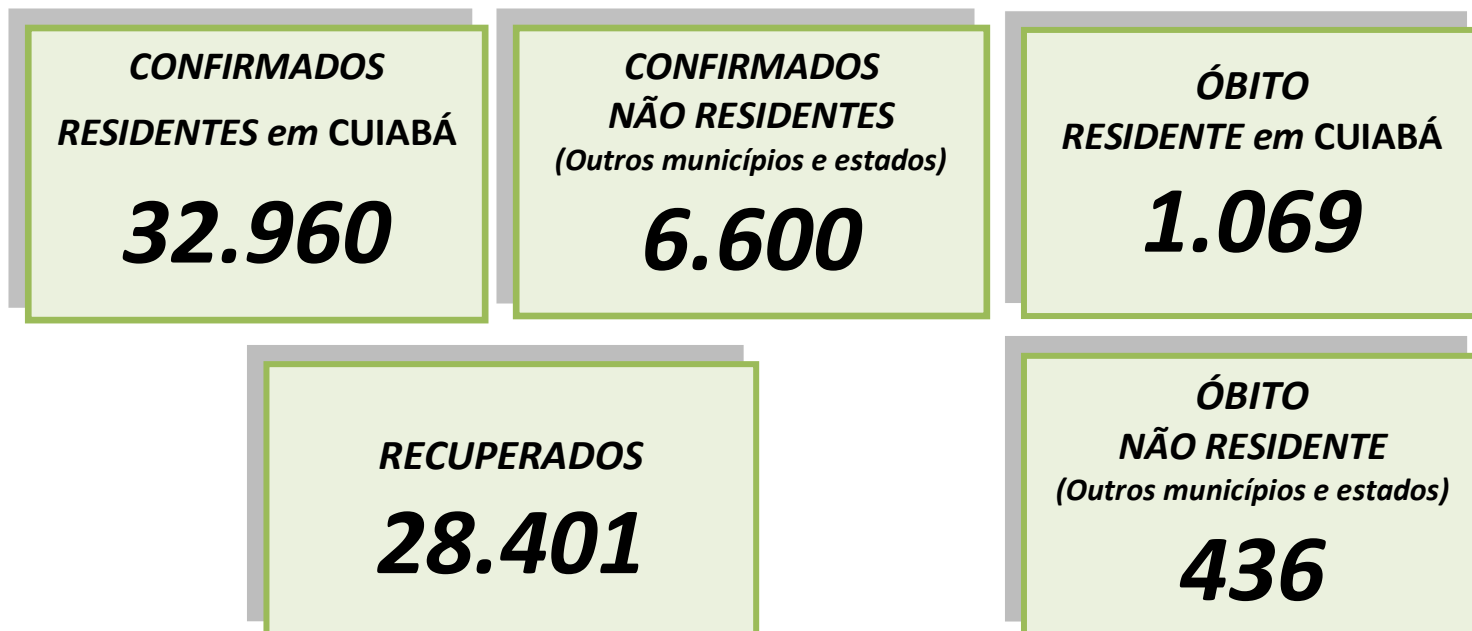 CONFIRMADOS
RESIDENTES em CUIABÁ
32.960
CONFIRMADOS
NÃO RESIDENTES
(Outros municípios e estados)
6.600
ÓBITO
RESIDENTE em CUIABÁ
1.069
RECUPERADOS
28.401
ÓBITO
NÃO RESIDENTE
(Outros municípios e estados)
436